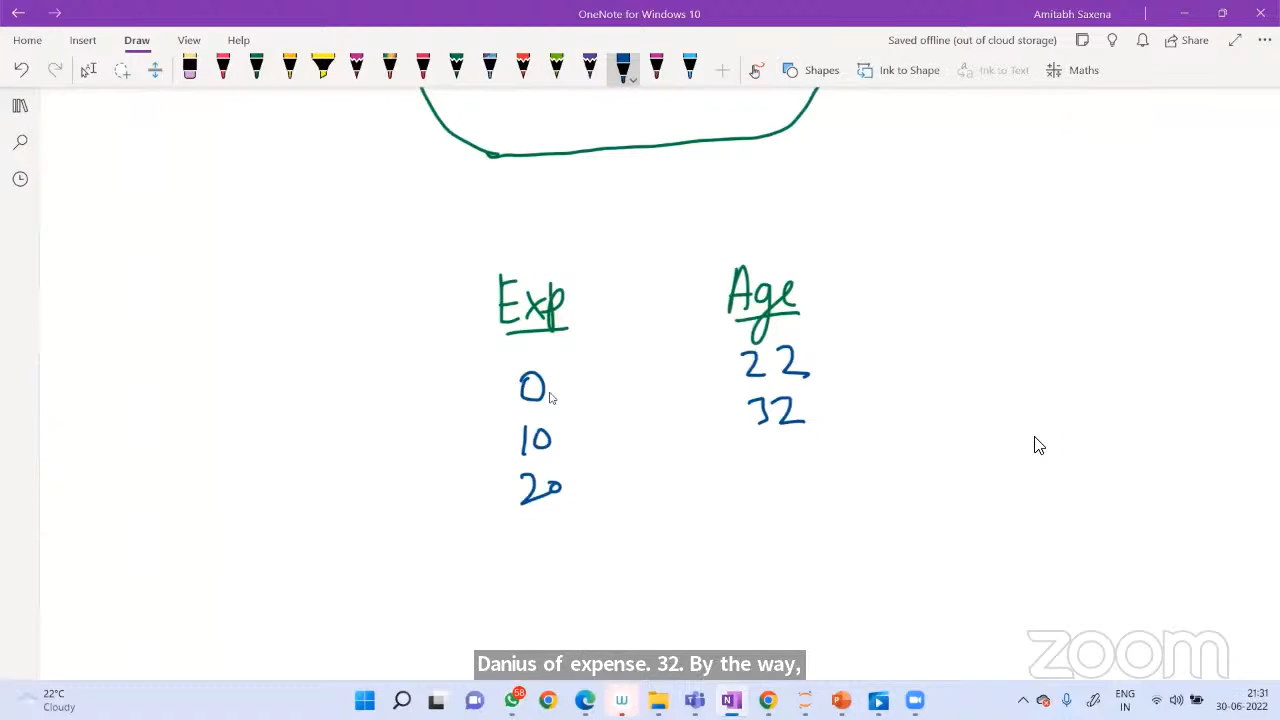 OneNote for Windows 10
Amitabh Saxena
Home Insert Draw View Help
Saved offline (out of cloud storage)
Share
Shapes
Ink to Shape
Ink to Text
Maths
Exp Age
0 22
10 32
20
Danius of expense. 32. By the way,
zoom
22°C
Cloudy
58
ENG
IN
21:31
30-09-2022